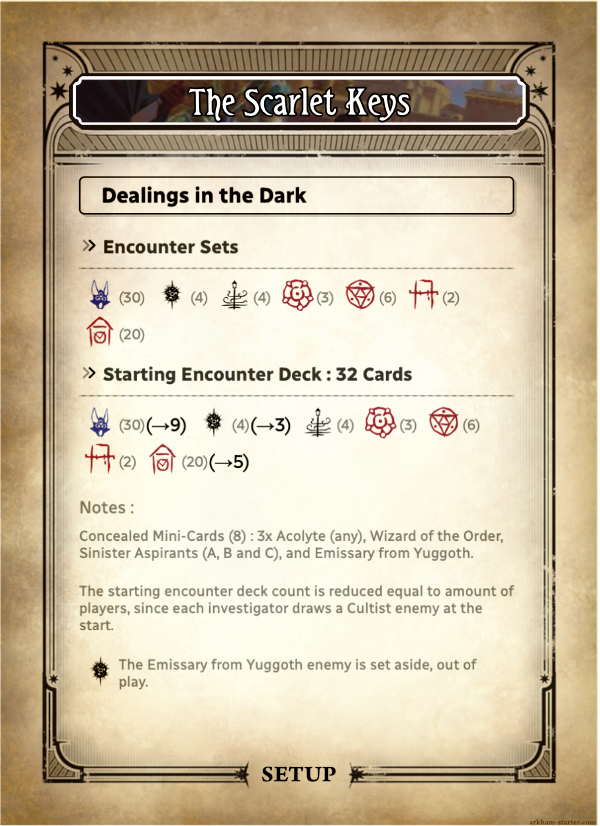 The Scarlet Keys
Dealings in the Dark
» Encounter Sets
(30) (4) (4) (3) (6) (2)
(20)
» Starting Encounter Deck : 32 Cards
(30)(→9) (4)(→3) (4) (3) (6)
(2) (20)(→5)
Notes :
Concealed Mini-Cards (8) : 3x Acolyte (any), Wizard of the Order,
Sinister Aspirants (A, B and C), and Emissary from Yuggoth.
The starting encounter deck count is reduced equal to amount of
players, since each investigator draws a Cultist enemy at the
start.
The Emissary from Yuggoth enemy is set aside, out of
play.
SETUP
arkham-starter.com